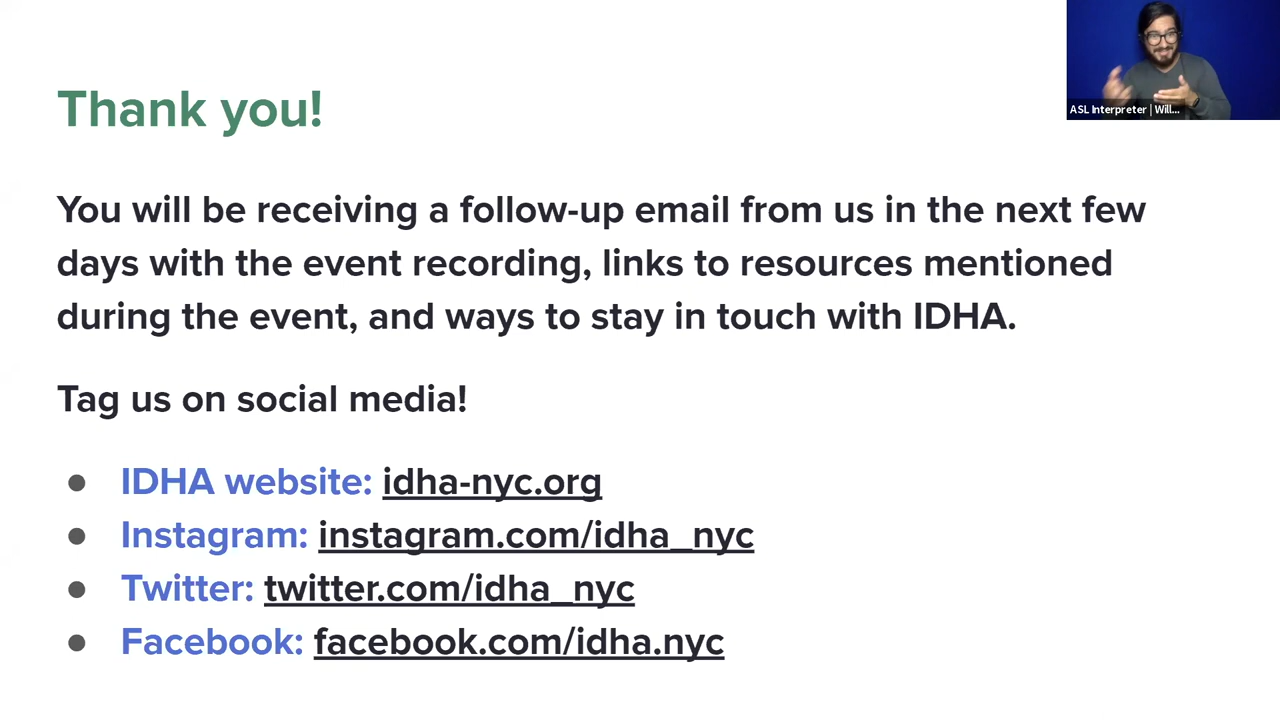 ASL Interpreter | Will...
Thank you!
You will be receiving a follow-up email from us in the next few
days with the event recording, links to resources mentioned
during the event, and ways to stay in touch with IDHA.
Tag us on social media!
● IDHA website: idha-nyc.org
● Instagram: instagram.com/idha_nyc
● Twitter: twitter.com/idha_nyc
● Facebook: facebook.com/idha.nyc